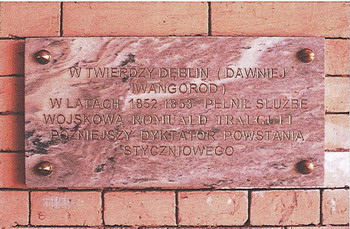 W TWIERDZY DĘBLIN (DAWNIEJ
IWANGOROD)
W LATACH 1852-1853 PEŁNIŁ SŁUŻBĘ
WOJSKOWĄ ROMUALD TRAUGUTT
PÓŹNIEJSZY DYKTATOR POWSTANIA
STYCZNIOWEGO